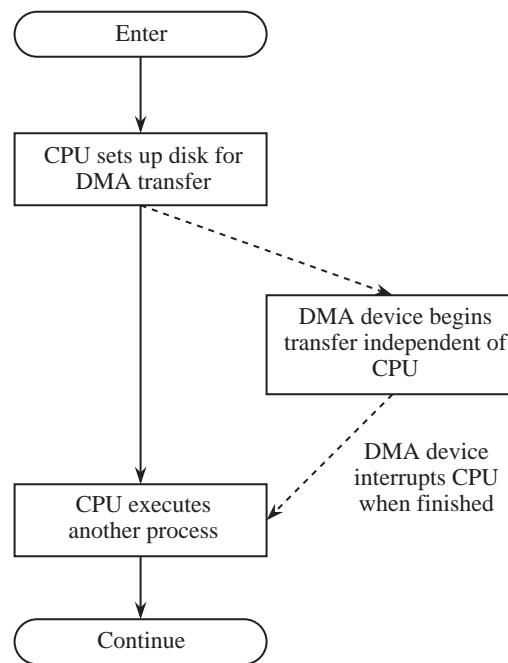 Enter
CPU sets up disk for
DMA transfer
DMA device begins
transfer independent of
CPU
DMA device
interrupts CPU
when finished
CPU executes
another process
Continue